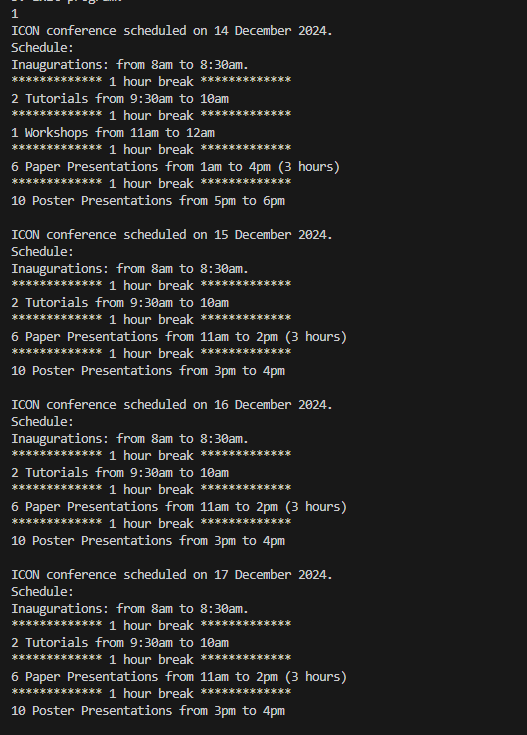 1
ICON conference scheduled on 14 December 2024.
Schedule:
Inaugurations: from 8am to 8:30am.
************* 1 hour break *************
2 Tutorials from 9:30am to 10am
************* 1 hour break *************
1 Workshops from 11am to 12am
************* 1 hour break *************
6 Paper Presentations from 1am to 4pm (3 hours)
************* 1 hour break *************
10 Poster Presentations from 5pm to 6pm

ICON conference scheduled on 15 December 2024.
Schedule:
Inaugurations: from 8am to 8:30am.
************* 1 hour break *************
2 Tutorials from 9:30am to 10am
************* 1 hour break *************
6 Paper Presentations from 11am to 2pm (3 hours)
************* 1 hour break *************
10 Poster Presentations from 3pm to 4pm

ICON conference scheduled on 16 December 2024.
Schedule:
Inaugurations: from 8am to 8:30am.
************* 1 hour break *************
2 Tutorials from 9:30am to 10am
************* 1 hour break *************
6 Paper Presentations from 11am to 2pm (3 hours)
************* 1 hour break *************
10 Poster Presentations from 3pm to 4pm

ICON conference scheduled on 17 December 2024.
Schedule:
Inaugurations: from 8am to 8:30am.
************* 1 hour break *************
2 Tutorials from 9:30am to 10am
************* 1 hour break *************
6 Paper Presentations from 11am to 2pm (3 hours)
************* 1 hour break *************
10 Poster Presentations from 3pm to 4pm